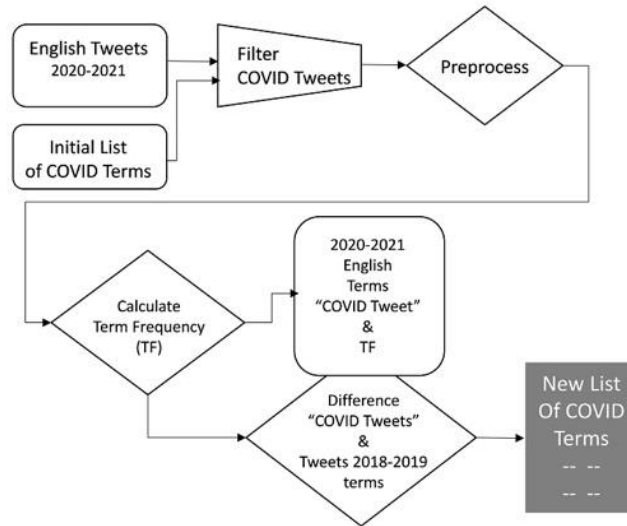 English Tweets
2020-2021
Filter
COVID Tweets
Preprocess
Initial List
of COVID Terms
2020-2021
English
Terms
“COVID Tweet”
&
TF
Calculate
Term Frequency
(TF)
Difference
“COVID Tweets”
&
Tweets 2018-2019
terms
New List
Of COVID
Terms
-- --
-- --